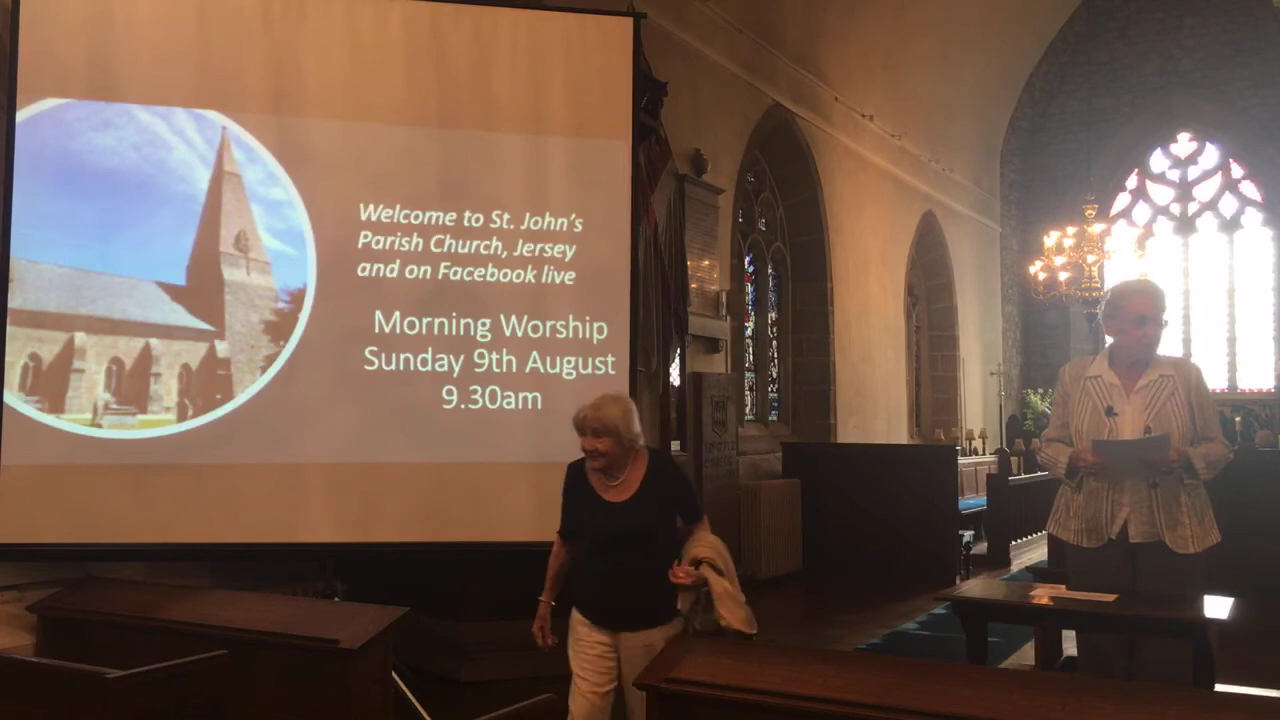 Welcome to St. John's
Parish Church, Jersey
and on Facebook live
Morning Worship
Sunday 9th August
9.30am